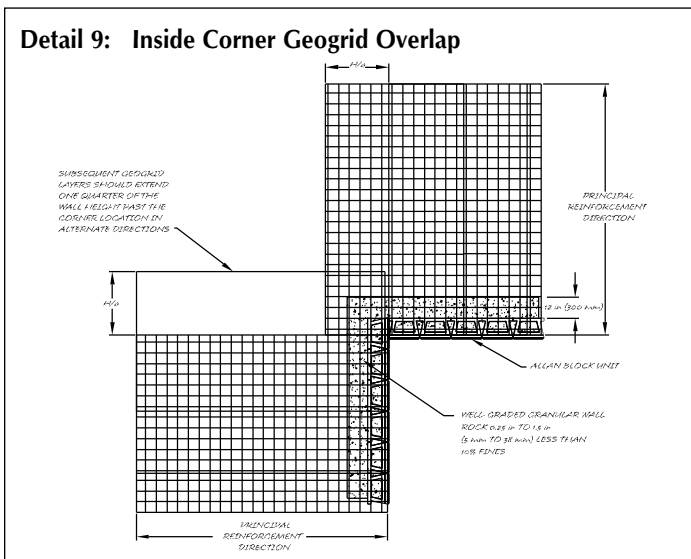 Detail 9: Inside Corner Geogrid Overlap
H/4
SUBSEQUENT GEOGRID
LAYERS SHOULD EXTEND
ONE QUARTER OF THE
WALL HEIGHT PAST THE
CORNER LOCATION IN
ALTERNATE DIRECTIONS
PRINCIPAL
REINFORCEMENT
DIRECTION
H/4
12 in (300 mm)
ALLAN BLOCK UNIT
WELL-GRADED GRANULAR WALL
ROCK 0.25 in TO 1.5 in
(5 mm TO 38 mm) LESS THAN
10% FINES
PRINCIPAL
REINFORCEMENT
DIRECTION